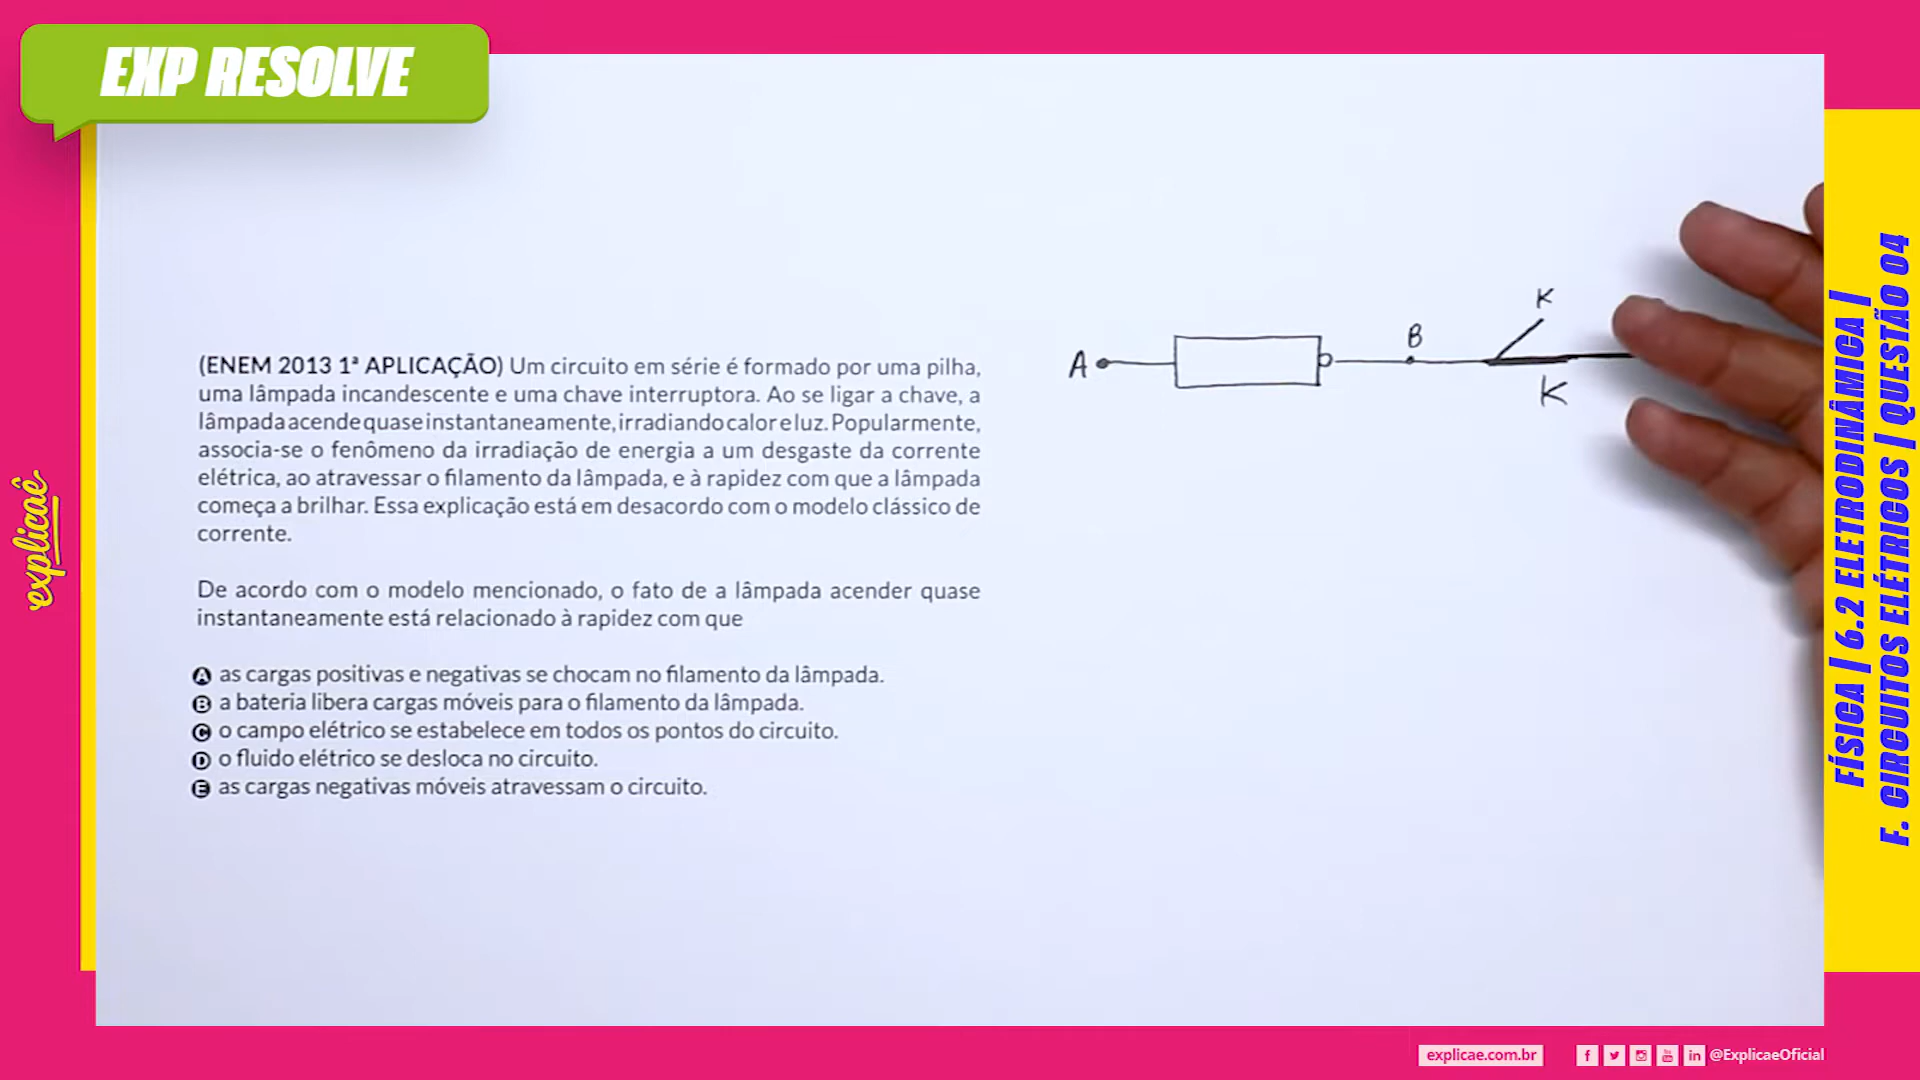 EXP RESOLVE
(ENEM 2013 1ª APLICAÇÃO) Um circuito em série é formado por uma pilha,
uma lâmpada incandescente e uma chave interruptora. Ao se ligar a chave, a
lâmpada acende quase instantaneamente, irradiando calor e luz. Popularmente,
associa-se o fenômeno da irradiação de energia a um desgaste da corrente
elétrica, ao atravessar o filamento da lâmpada, e à rapidez com que a lâmpada
começa a brilhar. Essa explicação está em desacordo com o modelo clássico de
corrente.
De acordo com o modelo mencionado, o fato de a lâmpada acender quase
instantaneamente está relacionado à rapidez com que
A as cargas positivas e negativas se chocam no filamento da lâmpada.
B a bateria libera cargas móveis para o filamento da lâmpada.
C o campo elétrico se estabelece em todos os pontos do circuito.
D o fluido elétrico se desloca no circuito.
E as cargas negativas móveis atravessam o circuito.
A
B
K
K
explicaê
FÍSICA | 6.2 ELETRODINÂMICA |
F. CIRCUITOS ELÉTRICOS | QUESTÃO 04
explicae.com.br
@ExplicaeOficial